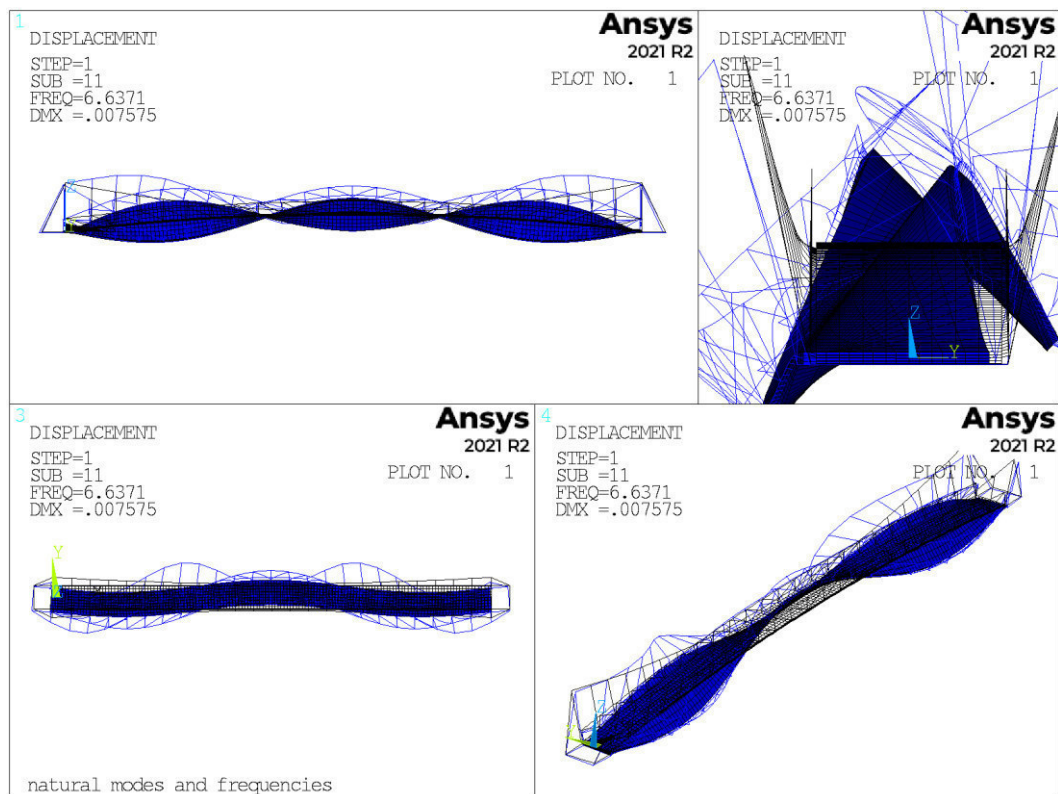 1
DISPLACEMENT
STEP=1
SUB =11
FREQ=6.6371
DMX =.007575
Ansys
2021 R2
PLOT NO. 1
Z
DISPLACEMENT
STEP=1
SUB =11
FREQ=6.6371
DMX =.007575
Ansys
2021 R2
PLOT NO. 1
Z
Y
3
DISPLACEMENT
STEP=1
SUB =11
FREQ=6.6371
DMX =.007575
Ansys
2021 R2
PLOT NO. 1
Y
natural modes and frequencies
4
DISPLACEMENT
STEP=1
SUB =11
FREQ=6.6371
DMX =.007575
Ansys
2021 R2
PLOT NO. 1
Z